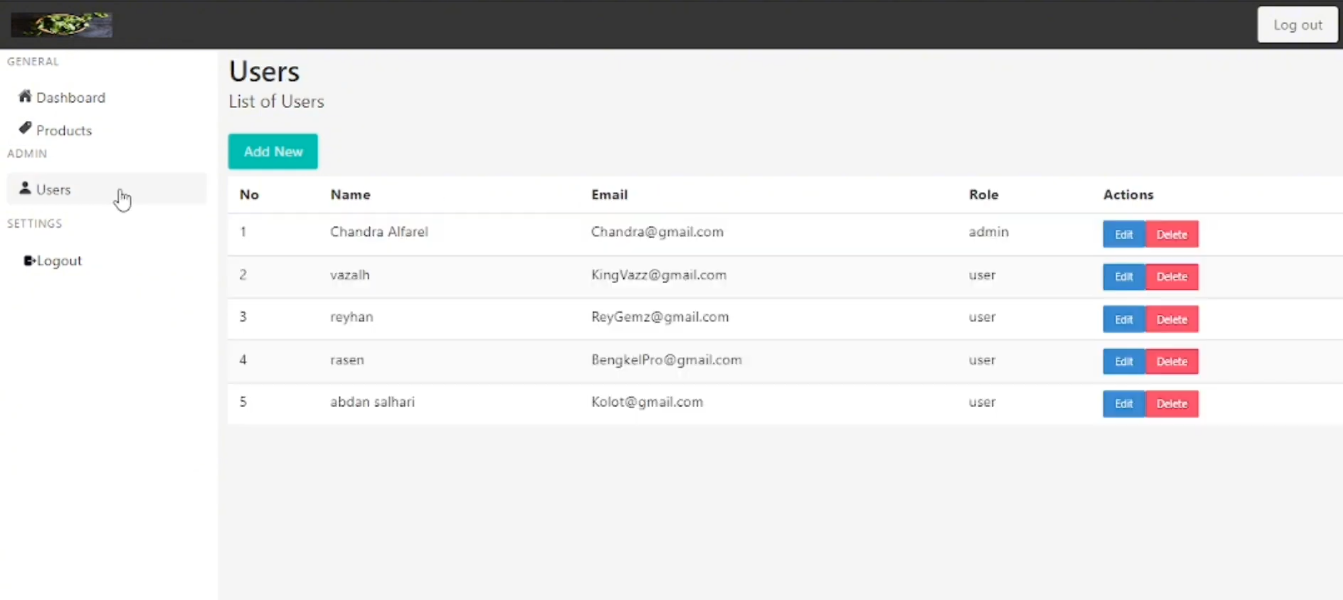 Log out
GENERAL
Dashboard
Products
ADMIN
Users
SETTINGS
Logout
Users
List of Users
Add New
No Name Email Role Actions
1 Chandra Alfarel Chandra@gmail.com admin Edit Delete
2 vazalh KingVazz@gmail.com user Edit Delete
3 reyhan ReyGemz@gmail.com user Edit Delete
4 rasen BengkelPro@gmail.com user Edit Delete
5 abdan salhari Kolot@gmail.com user Edit Delete